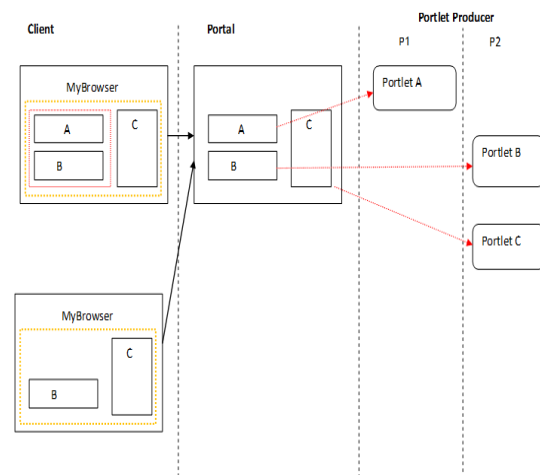 Portlet Producer
Client
Portal
P1
P2
MyBrowser
A
B
C
A
B
C
Portlet A
Portlet B
Portlet C
MyBrowser
C
B